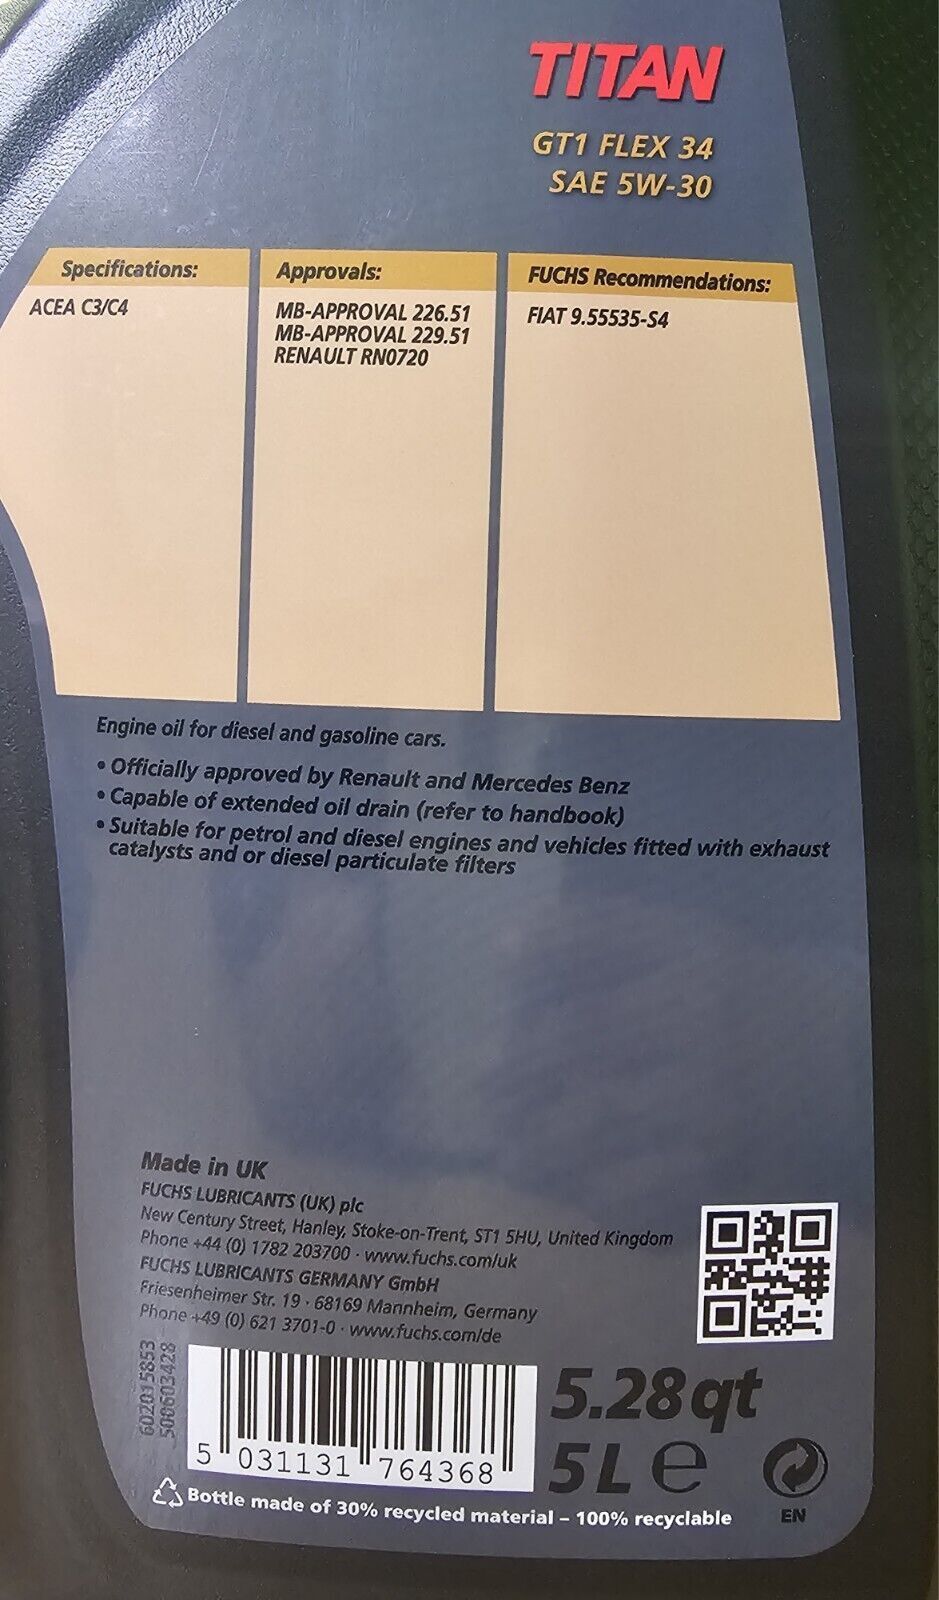 TITAN
GT1 FLEX 34
SAE 5W-30
Specifications:
ACEA C3/C4
Approvals:
MB-APPROVAL 226.51
MB-APPROVAL 229.51
RENAULT RN0720
FUCHS Recommendations:
FIAT 9.55535-S4
Engine oil for diesel and gasoline cars.
• Officially approved by Renault and Mercedes Benz
• Capable of extended oil drain (refer to handbook)
• Suitable for petrol and diesel engines and vehicles fitted with exhaust
catalysts and or diesel particulate filters
Made in UK
FUCHS LUBRICANTS (UK) plc
New Century Street, Hanley, Stoke-on-Trent, ST1 5HU, United Kingdom
Phone +44 (0) 1782 203700 · www.fuchs.com/uk
FUCHS LUBRICANTS GERMANY GmbH
Friesenheimer Str. 19 · 68169 Mannheim, Germany
Phone +49 (0) 621 3701-0 · www.fuchs.com/de
602015853
500603428
5 031131 764368
5.28 qt
5 L ℮
EN
Bottle made of 30% recycled material – 100% recyclable